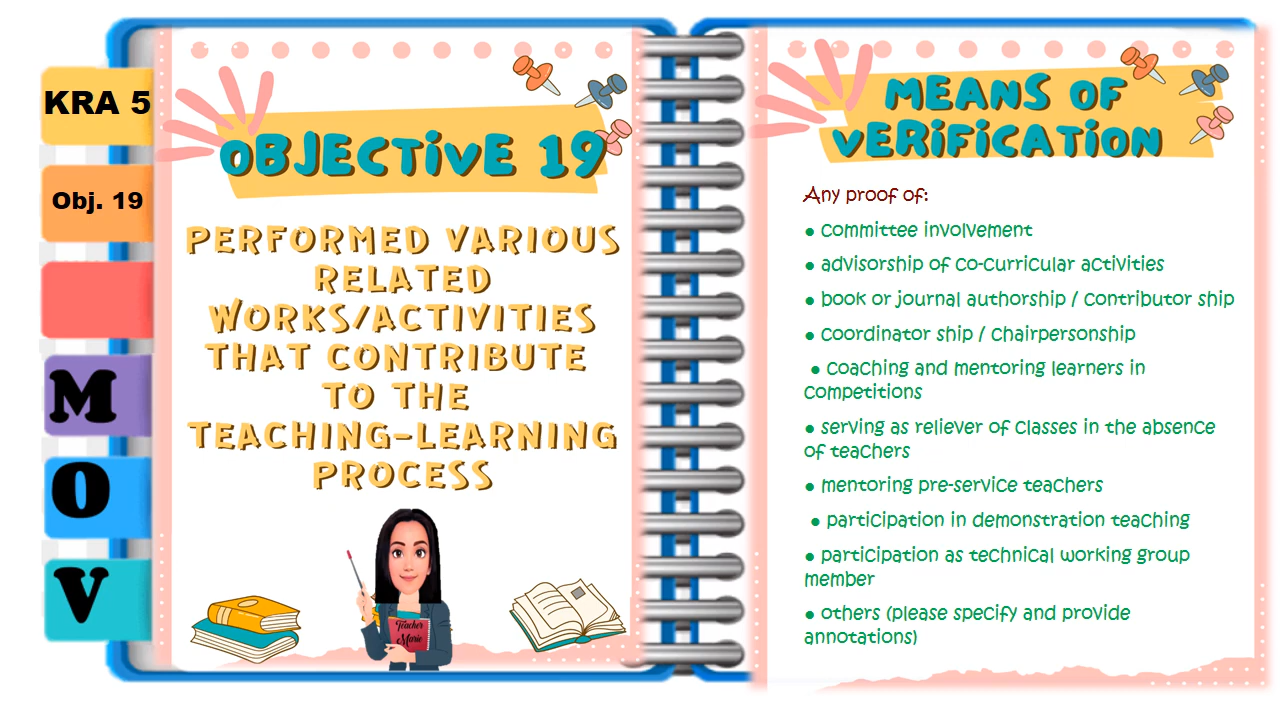 KRA 5
Obj. 19
M
O
V
OBJECTiVE 19
PERFORMED VARIOUS
RELATED
WORKS/ACTIVITIES
THAT CONTRIBUTE
TO THE
TEACHING-LEARNING
PROCESS
Teacher
Marie
MEANS OF
VERiFiCATiON
Any proof of:
• committee involvement
• advisorship of co-curricular activities
• book or journal authorship / contributor ship
• coordinator ship / chairpersonship
• coaching and mentoring learners in
competitions
• serving as reliever of classes in the absence
of teachers
• mentoring pre-service teachers
• participation in demonstration teaching
• participation as technical working group
member
• others (please specify and provide
annotations)